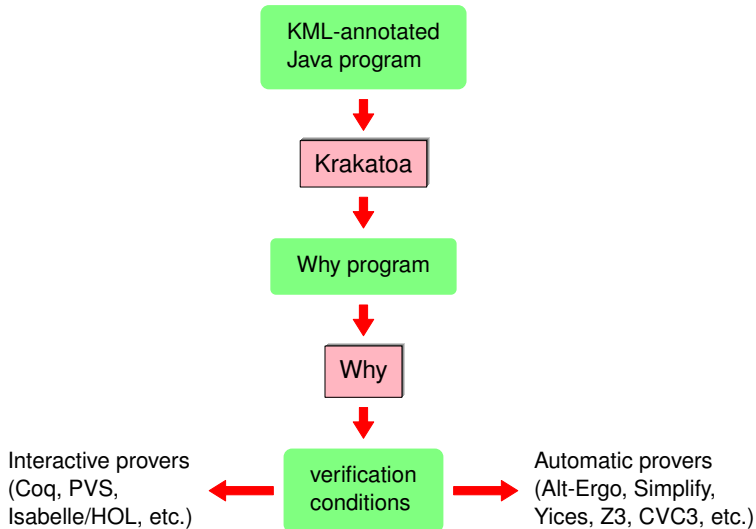 KML-annotated
Java program
Krakatoa
Why program
Why
Interactive provers
(Coq, PVS,
Isabelle/HOL, etc.)
verification
conditions
Automatic provers
(Alt-Ergo, Simplify,
Yices, Z3, CVC3, etc.)